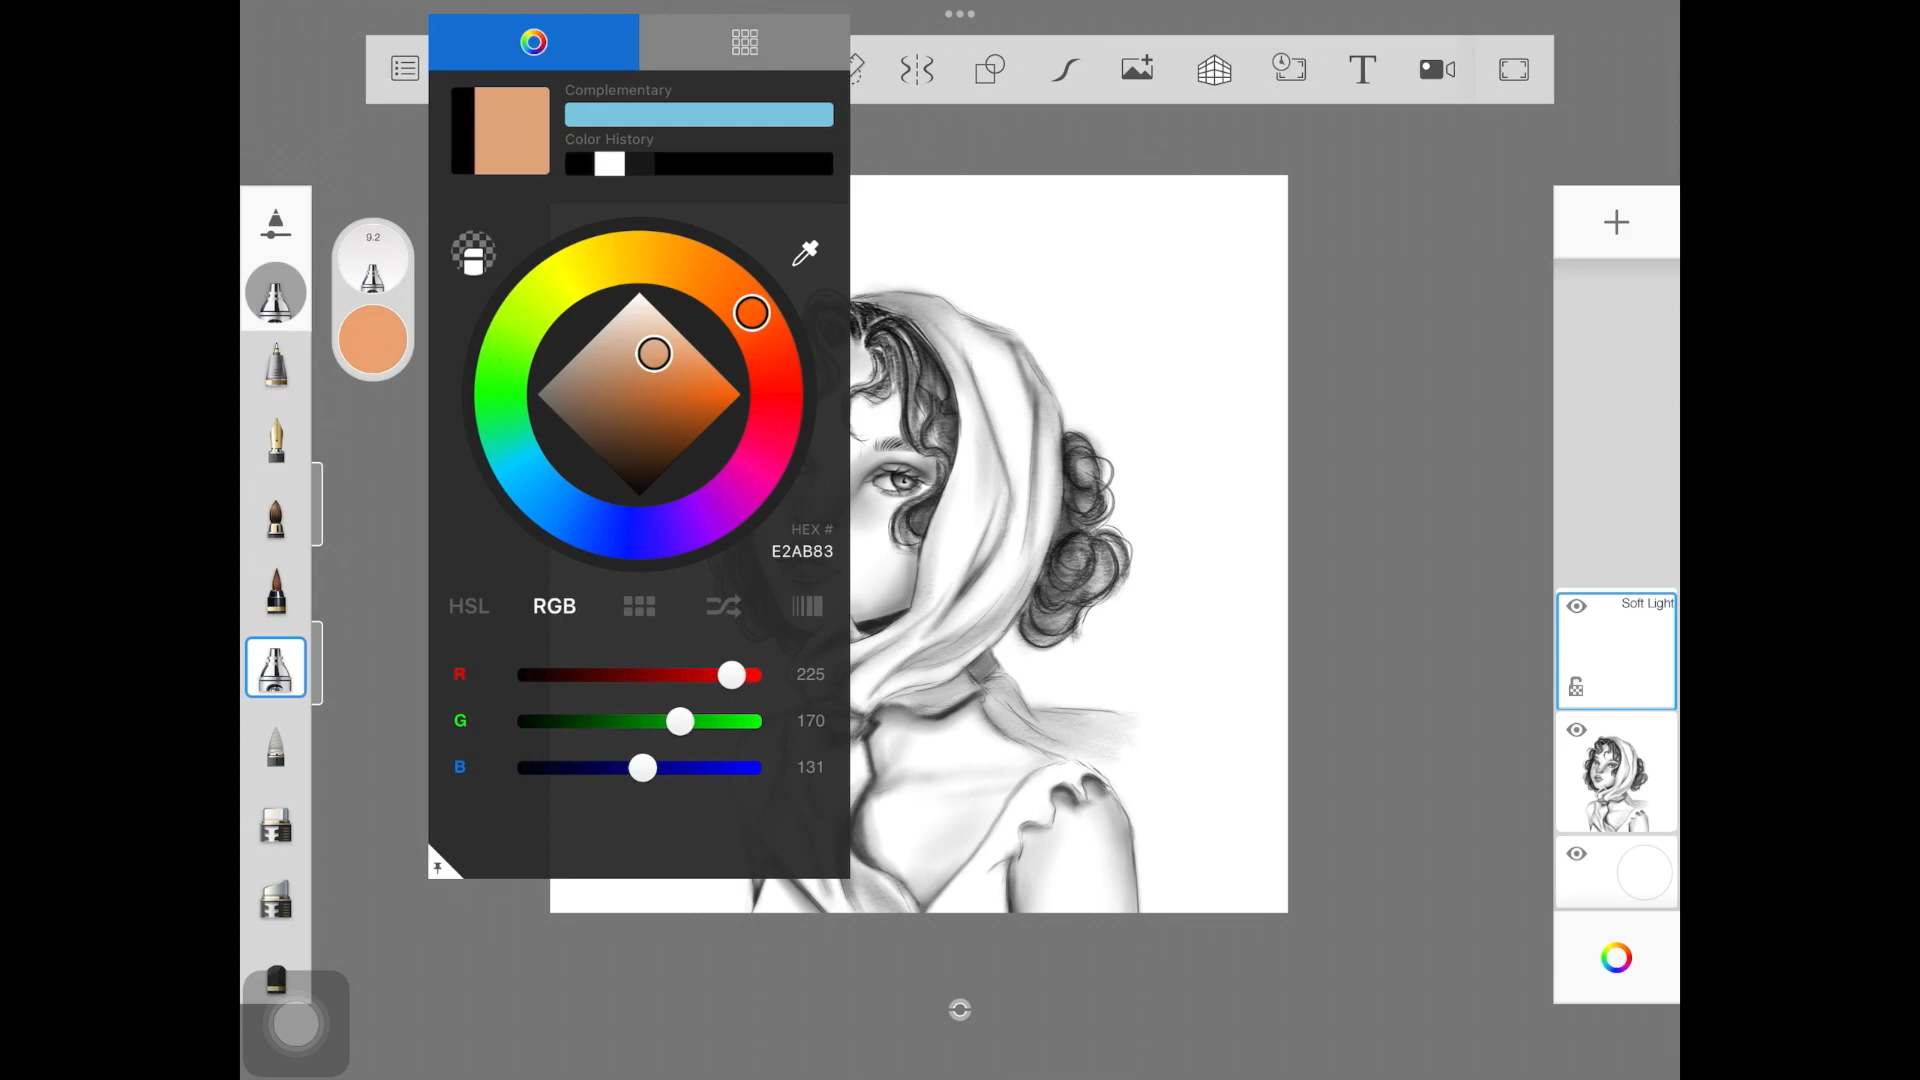 Complementary
Color History
9.2
HEX #
E2AB83
HSL RGB
R 225
G 170
B 131
Soft Light
T